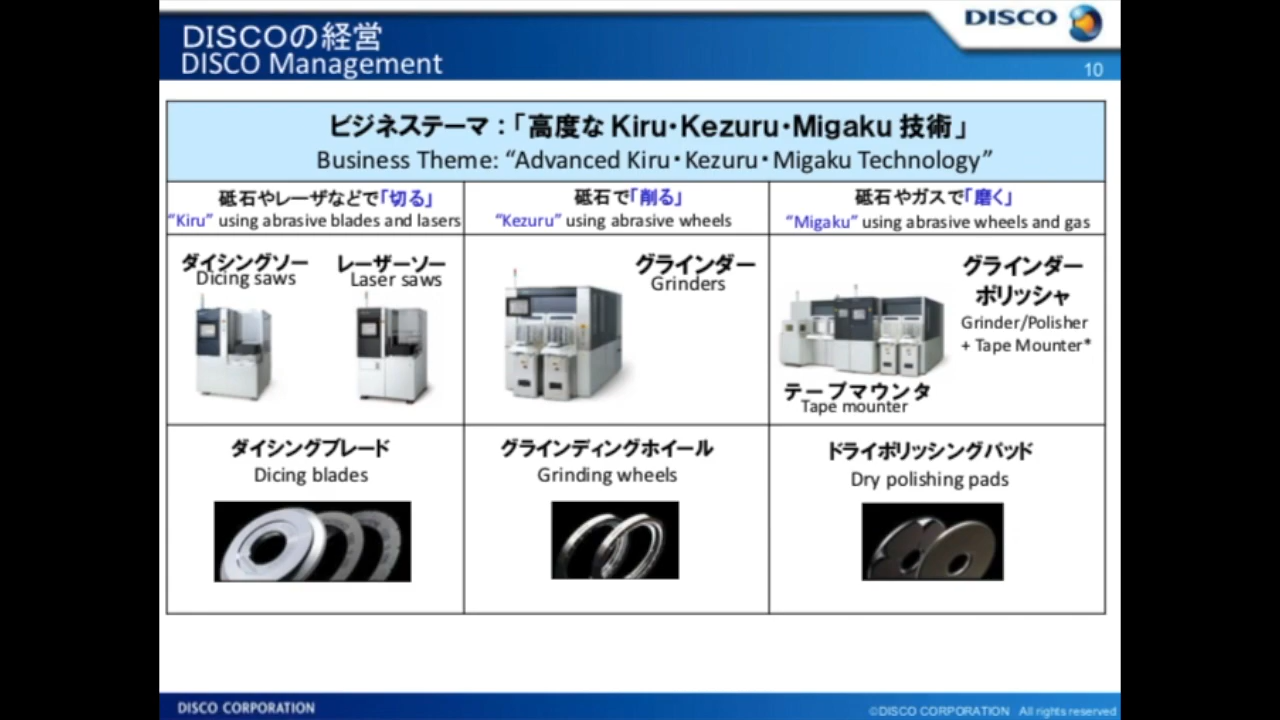 DISCOの経営
DISCO Management
DISCO
10
ビジネステーマ：「高度な Kiru・Kezuru・Migaku 技術」
Business Theme: “Advanced Kiru・Kezuru・Migaku Technology”
砥石やレーザなどで「切る」
“Kiru” using abrasive blades and lasers
砥石で「削る」
“Kezuru” using abrasive wheels
砥石やガスで「磨く」
“Migaku” using abrasive wheels and gas
ダイシングソー
Dicing saws
レーザーソー
Laser saws
グラインダー
Grinders
グラインダー
ポリッシャ
Grinder/Polisher
+ Tape Mounter*
テープマウンタ
Tape mounter
ダイシングブレード
Dicing blades
グラインディングホイール
Grinding wheels
ドライポリッシングパッド
Dry polishing pads
DISCO CORPORATION
©DISCO CORPORATION All rights reserved